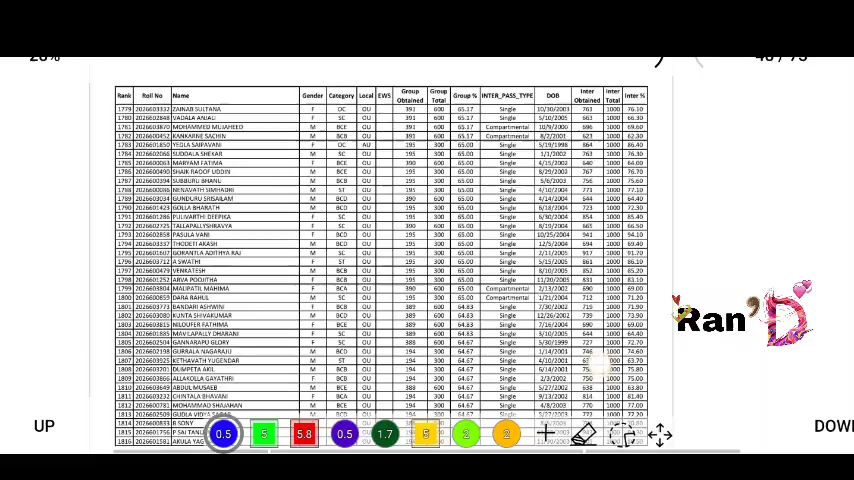 Rank Roll No Name Gender Category Local EWS Group Obtained Group Total Group % INTER_PASS_TYPE DOB Inter Obtained Inter Total Inter %
1779 2026603332 ZAINAB SULTANA F OC OU 391 600 65.17 Single 10/30/2003 763 1000 76.10
1780 2026602848 VADALA ANJALI F SC OU 391 600 65.17 Single 5/10/2005 663 1000 66.30
1781 2026603870 MOHAMMED MUJAHEED M BCE OU 391 600 65.17 Compartmental 10/9/2000 696 1000 69.60
1782 2026600452 KANKARNE SACHIN M BCB OU 391 600 65.17 Compartmental 8/2/2001 623 1000 62.30
1783 2026601850 YEDLA SAIPAVANI F OC AU 195 300 65.00 Single 5/19/1998 864 1000 86.40
1784 2026602066 SUDDALA SHEKAR M SC OU 195 300 65.00 Single 1/1/2002 763 1000 76.30
1785 2026600063 MARYAM FATIMA F BCE OU 390 600 65.00 Single 4/15/2002 640 1000 64.00
1786 2026600490 SHAIK RAOOF UDDIN M BCE OU 195 300 65.00 Single 8/29/2002 767 1000 76.70
1787 2026600394 SUBBURU BHANU M BCB OU 195 300 65.00 Single 5/6/2003 756 1000 75.60
1788 2026600086 NENAVATH SIMHADRI M ST OU 195 300 65.00 Single 4/10/2004 771 1000 77.10
1789 2026603034 GUNDURU SRISAILAM M BCD OU 390 600 65.00 Single 4/14/2004 644 1000 64.40
1790 2026601423 GOLLA BHARATH M BCD OU 195 300 65.00 Single 6/18/2004 723 1000 72.30
1791 2026601286 PULIVARTHI DEEPIKA F SC OU 195 300 65.00 Single 6/30/2004 854 1000 85.40
1792 2026602725 TALLAPALLYSHRAVYA F SC OU 390 600 65.00 Single 8/19/2004 665 1000 66.50
1793 2026602858 PASULA VANI F BCD OU 195 300 65.00 Single 10/25/2004 941 1000 94.10
1794 2026603337 THODETI AKASH M BCD OU 195 300 65.00 Single 12/5/2004 694 1000 69.40
1795 2026601607 GORANTLA ADITHYA RAJ M SC OU 195 300 65.00 Single 2/11/2005 917 1000 91.70
1796 2026603712 A SWATHI F ST OU 195 300 65.00 Single 5/15/2005 861 1000 86.10
1797 2026600479 VENKATESH M BCB OU 195 300 65.00 Single 8/10/2005 852 1000 85.20
1798 2026601252 ARVA POOJITHA F BCB OU 195 300 65.00 Single 11/20/2005 831 1000 83.10
1799 2026603804 MALIPATIL MAHIMA F BCA OU 390 600 65.00 Compartmental 2/13/2002 690 1000 69.00
1800 2026600859 DARA RAHUL M SC OU 195 300 65.00 Compartmental 1/21/2004 712 1000 71.20
1801 2026603773 BANDARI ASHWINI F BCB OU 389 600 64.83 Single 7/30/2002 719 1000 71.90
1802 2026603080 KUNTA SHIVAKUMAR M BCD OU 389 600 64.83 Single 12/26/2002 739 1000 73.90
1803 2026603815 NILOUFER FATHIMA F BCE OU 389 600 64.83 Single 7/16/2004 690 1000 69.00
1804 2026601885 MAVILAPALLY DHARANI F SC OU 389 600 64.83 Single 3/10/2005 644 1000 64.40
1805 2026602504 GANNARAPU GLORY F SC OU 388 600 64.67 Single 5/30/1999 727 1000 72.70
1806 2026602198 GURRALA NAGARAJU M BCD OU 194 300 64.67 Single 1/14/2001 746 1000 74.60
1807 2026603925 KETHAVATH YUGENDAR M ST OU 194 300 64.67 Single 1000 63.70
1808 2026603201 DUMPETA AKIL M BCB OU 194 300 64.67 Single 1000 75.80
1809 2026603866 ALLAKOLLA GAYATHRI F BCB OU 194 300 64.67 Single 2/3/2002 750 1000 75.00
1810 2026603649 ABDUL MUSAEB M BCE OU 388 600 64.67 Single 5/27/2002 638 1000 63.80
1811 2026603232 CHINTALA BHAVANI F BCA OU 194 300 64.67 Single 9/13/2002 814 1000 81.40
1812 2026600781 MOHAMMAD SHAJAHAN M BCE OU 194 300 64.67 Single 4/8/2003 770 1000 77.00
1813 2026602509 GUDLA VIDYA M BCD OU 194 300 64.67 Single 5/27/2003 772 1000 77.20
1814 2026600833 B SONY
1815 2026601756 P SAI
1816 2026601581 AKULA
Ran'D
UP 0.5 5 5.8 0.5 1.7 5 2 2 DOW